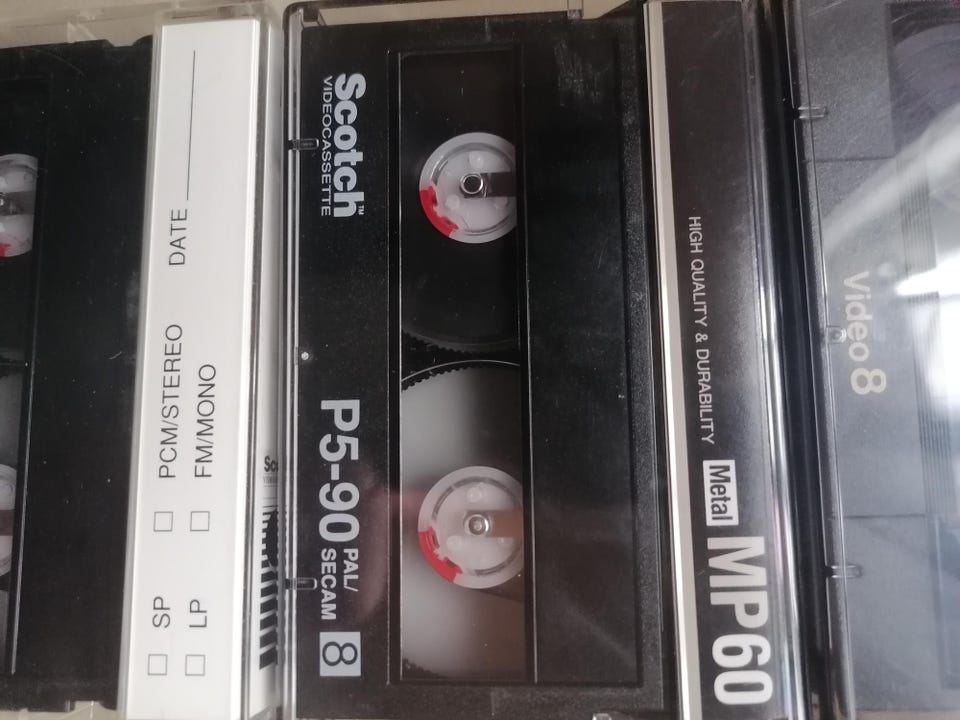 DATE
PCM/STEREO
FM/MONO
SP
LP
Scotch™
VIDEOCASSETTE
P5-90 PAL/
SECAM
8
HIGH QUALITY & DURABILITY Metal MP60
Video 8